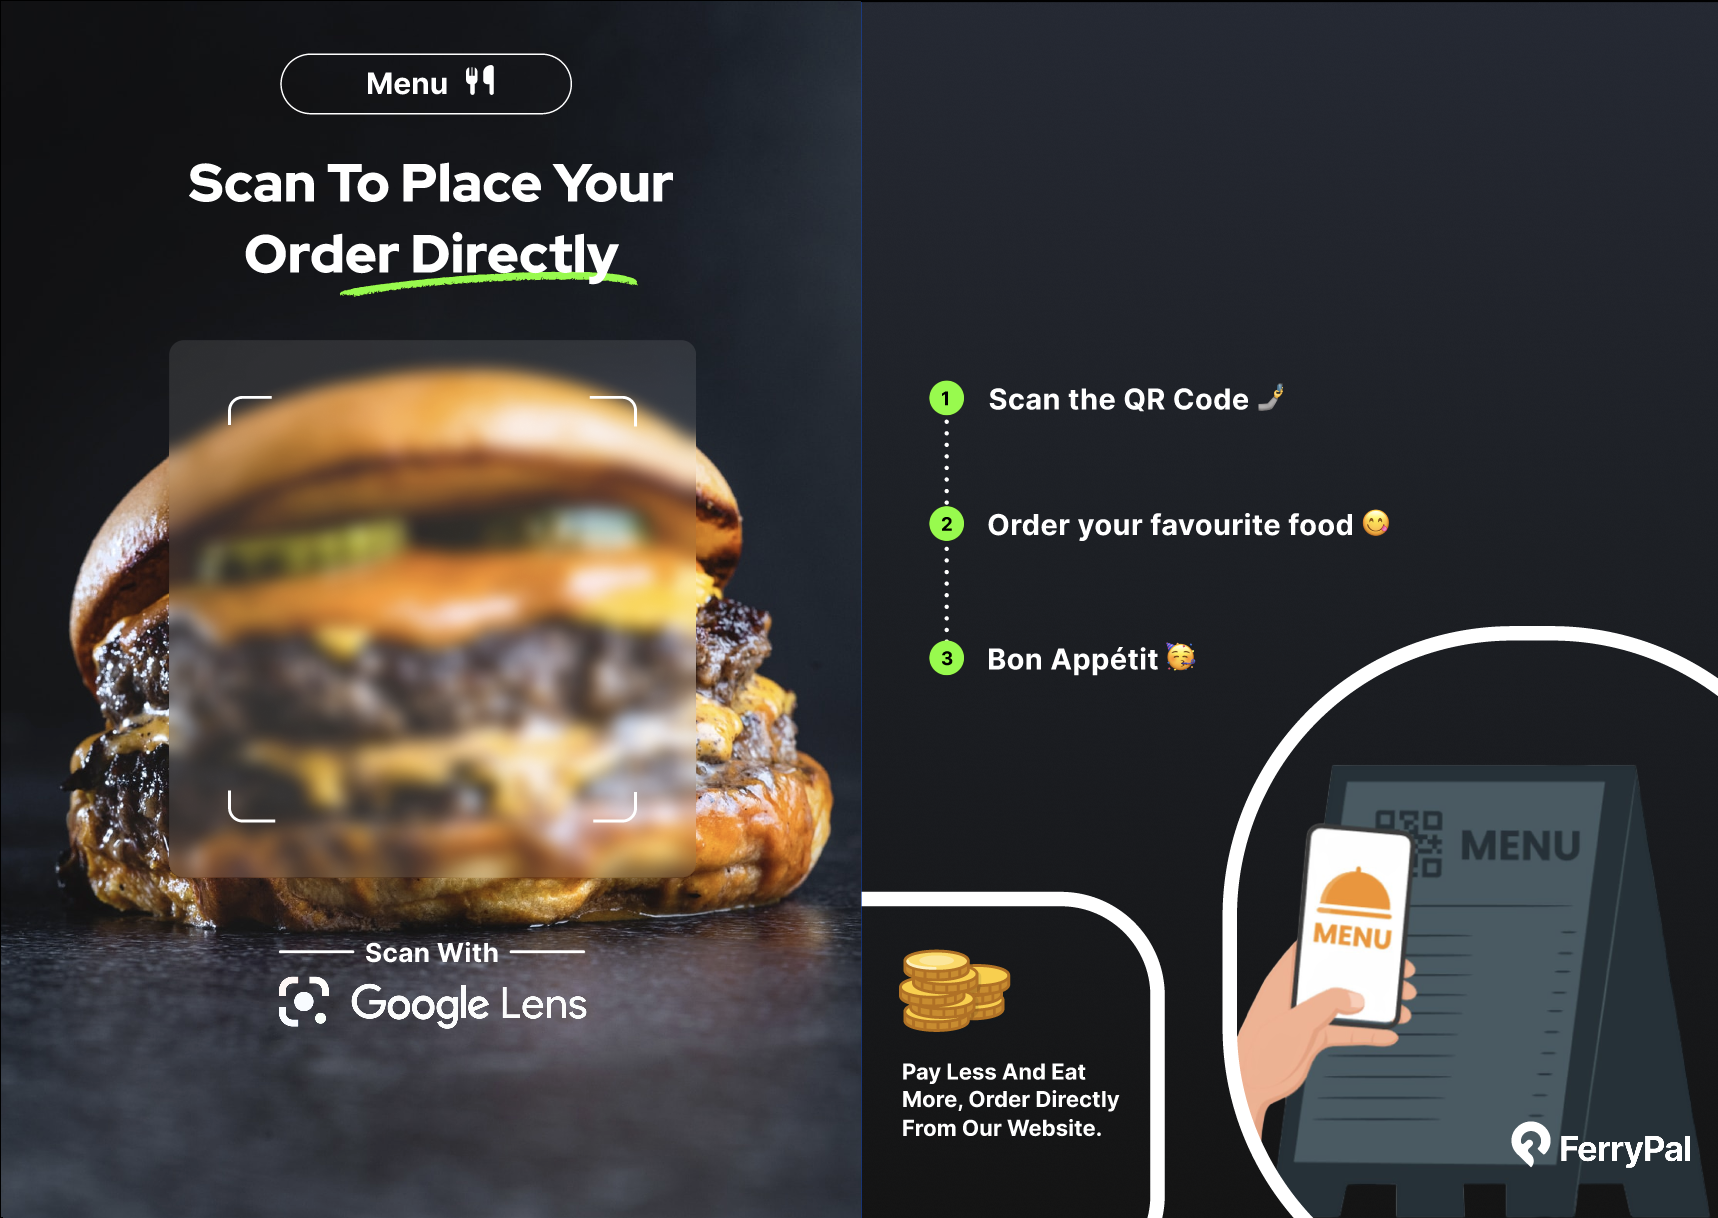 Menu
Scan To Place Your
Order Directly
Scan With
Google Lens
1 Scan the QR Code
2 Order your favourite food 😋
3 Bon Appétit 🥳
MENU
MENU
Pay Less And Eat
More, Order Directly
From Our Website.
FerryPal